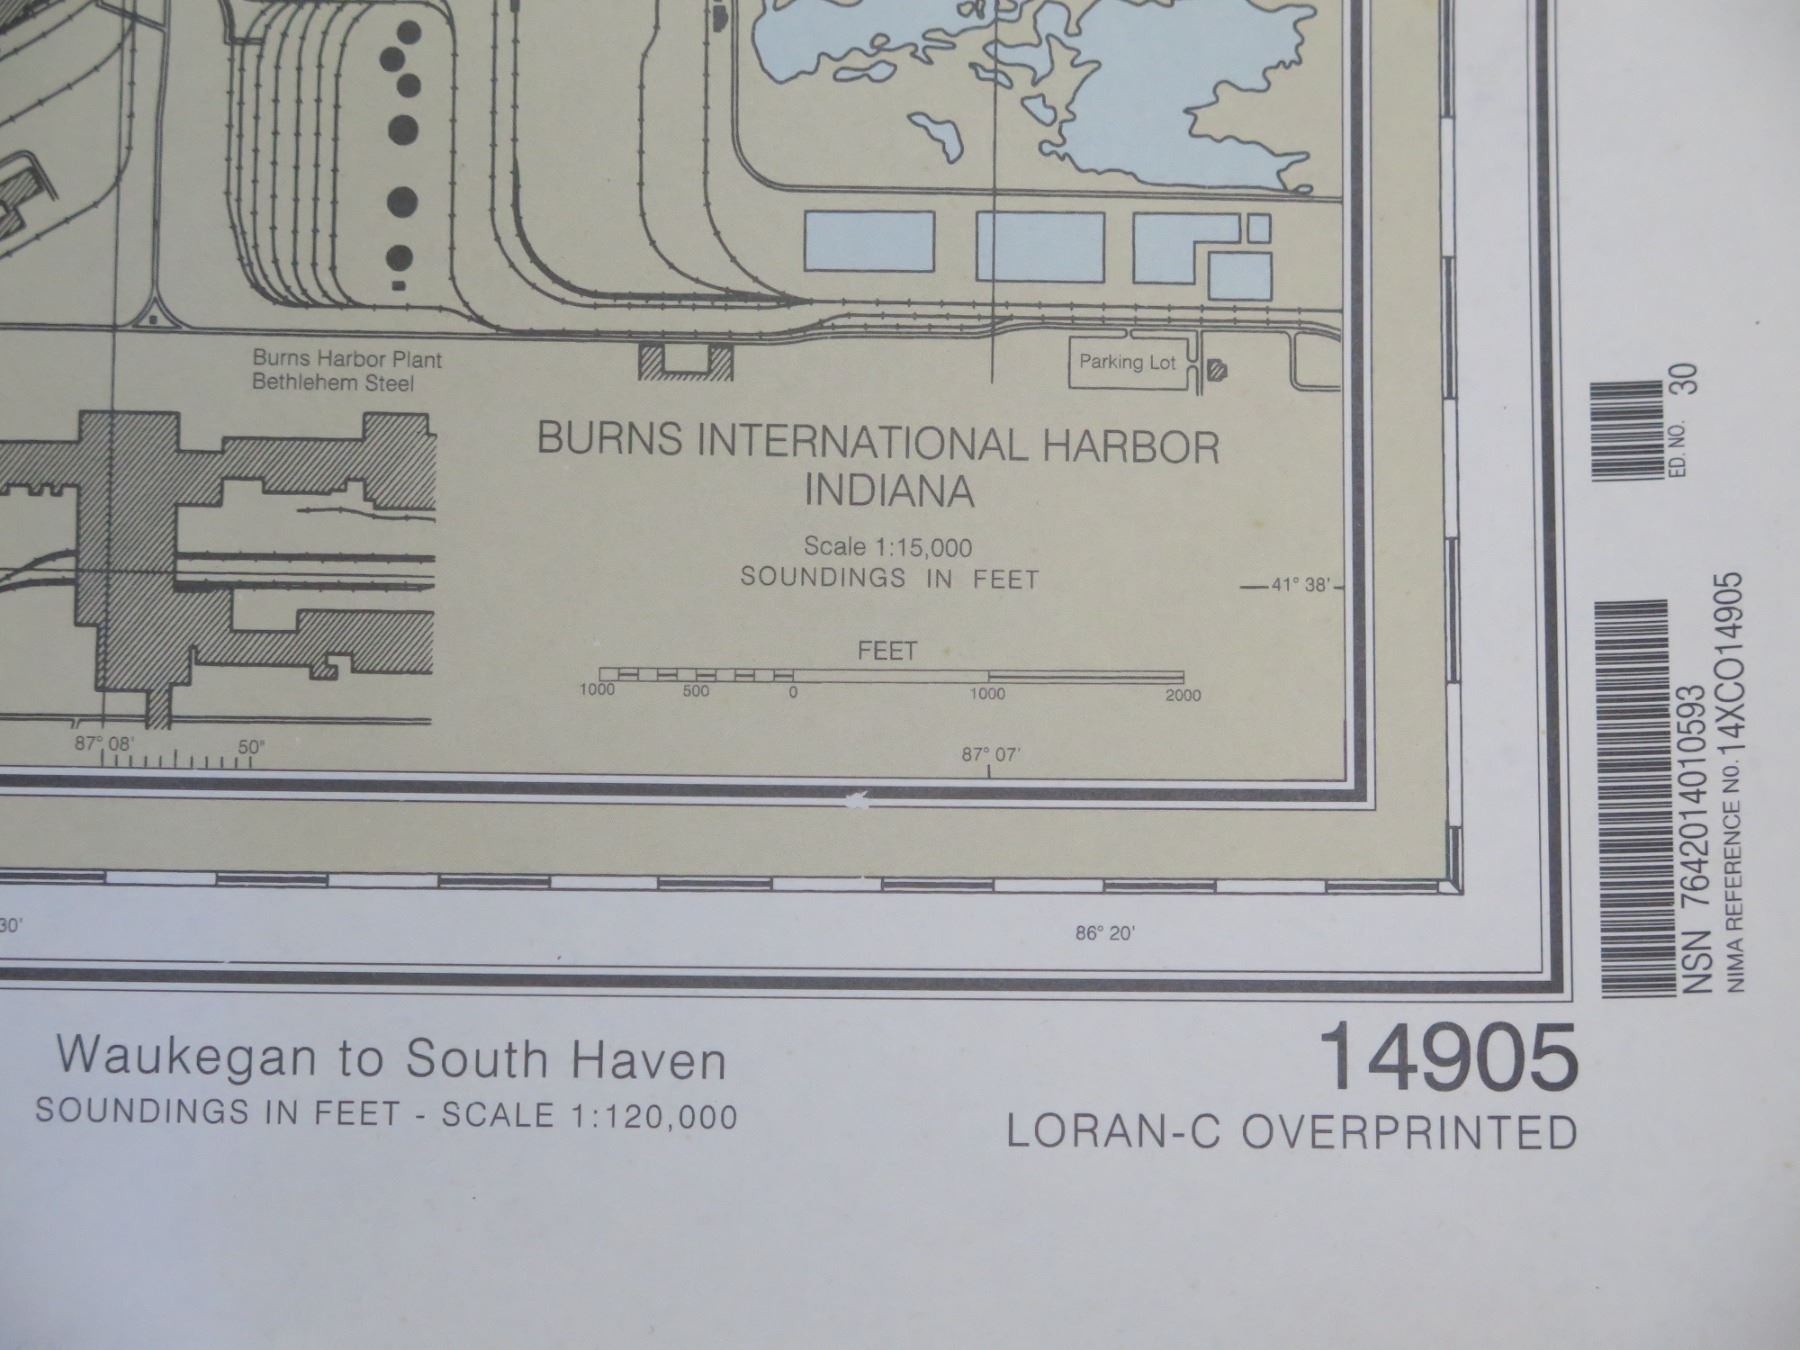 Burns Harbor Plant
Bethlehem Steel
Parking Lot
BURNS INTERNATIONAL HARBOR
INDIANA
Scale 1:15,000
SOUNDINGS IN FEET
41° 38'
FEET
1000 500 0 1000 2000
87° 08' 50"
87° 07'
30'
86° 20'
Waukegan to South Haven
SOUNDINGS IN FEET - SCALE 1:120,000
14905
LORAN-C OVERPRINTED
ED. NO. 30
NSN 7642014010593
NIMA REFERENCE NO. 14XCO14905